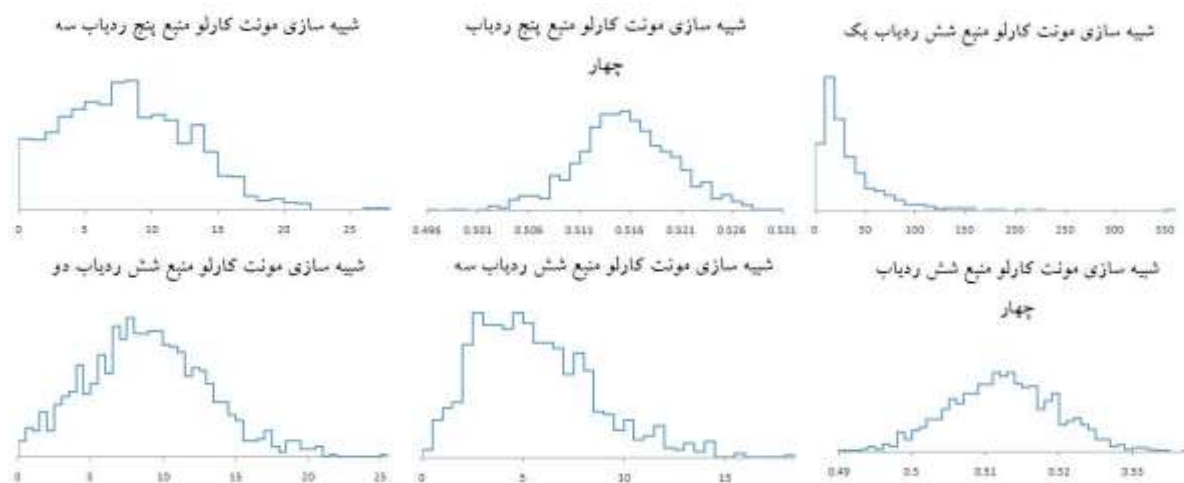 شبیه سازی مونت کارلو منبع شش ردیاب یک
شبیه سازی مونت کارلو منبع پنج ردیاب
چهار
شبیه سازی مونت کارلو منبع پنج ردیاب سه
0 5 10 15 20 25
0.496 0.501 0.506 0.511 0.516 0.521 0.526 0.531
0 50 100 150 200 250 300 350
شبیه سازی مونت کارلو منبع شش ردیاب چهار
شبیه سازی مونت کارلو منبع شش ردیاب سه
شبیه سازی مونت کارلو منبع شش ردیاب دو
0 5 10 15 20 25
0 5 10 15
0.49 0.5 0.51 0.52 0.53